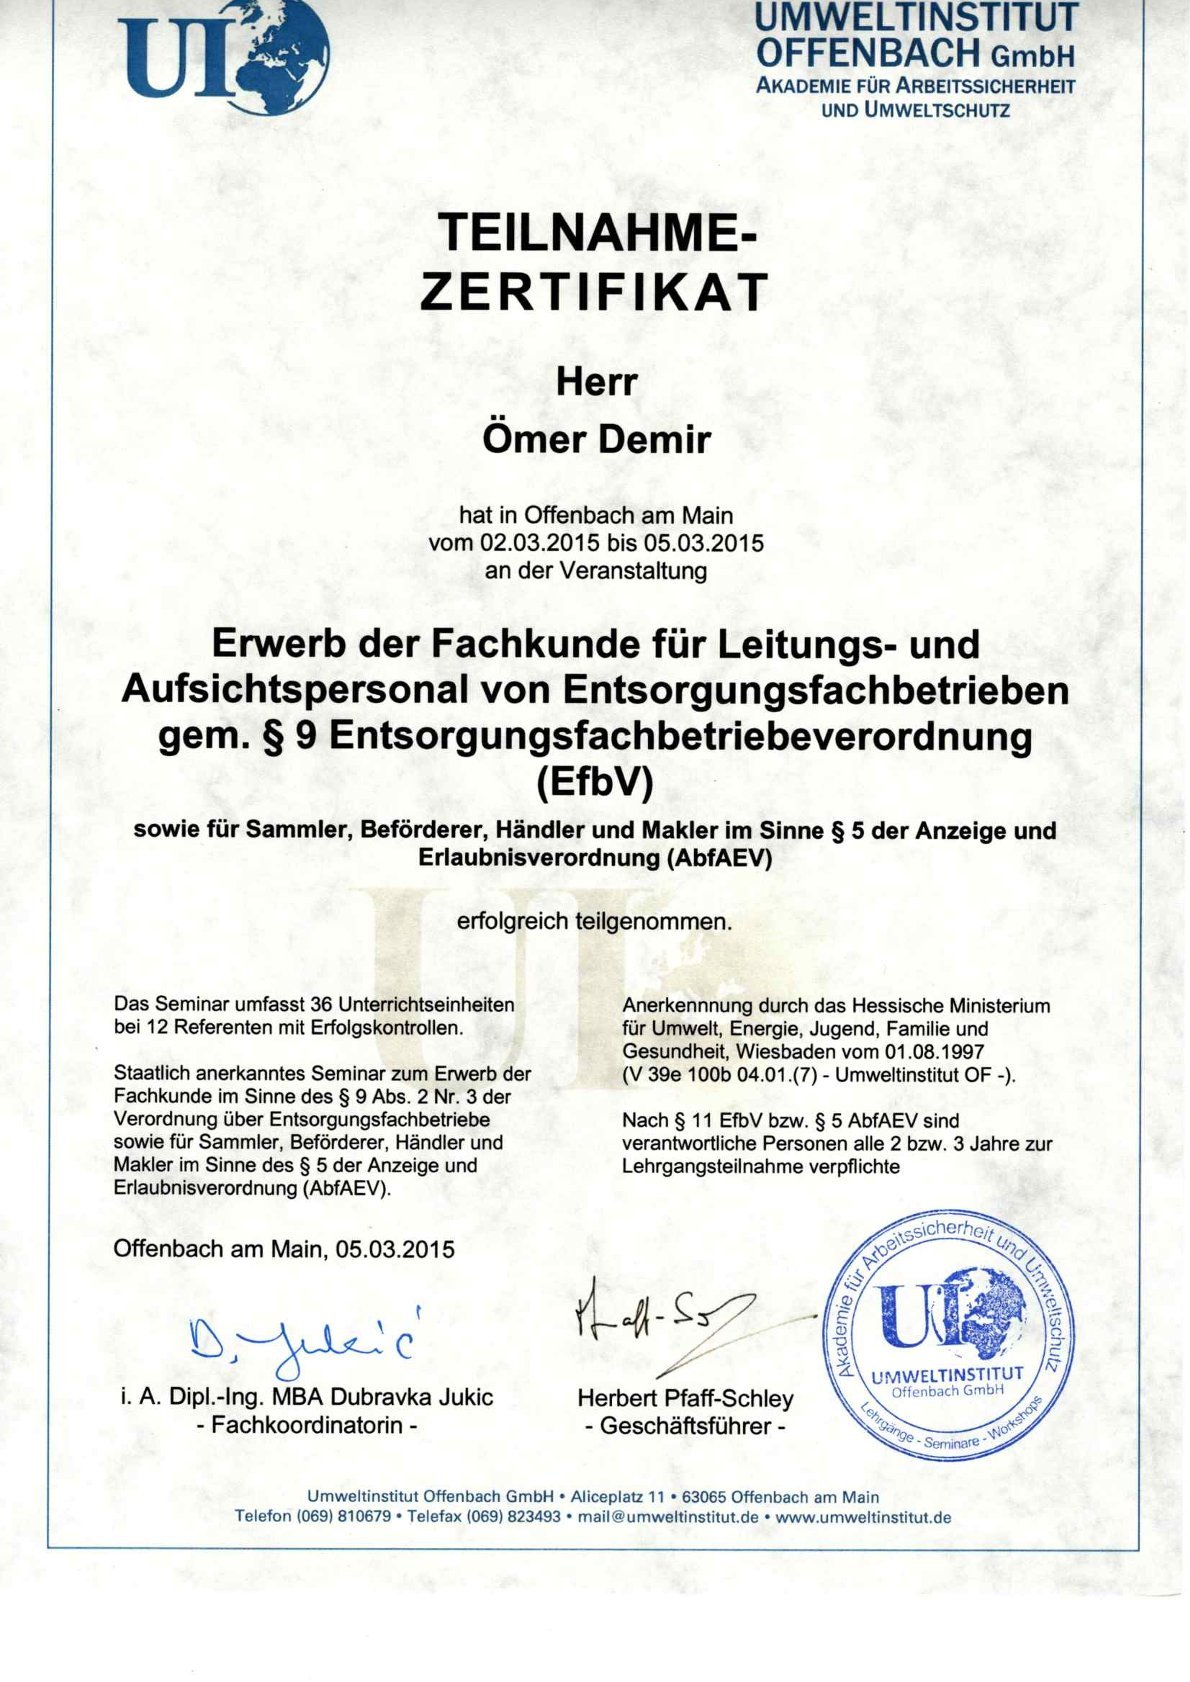 UI
UMWELTINSTITUT
OFFENBACH GmbH
AKADEMIE FÜR ARBEITSSICHERHEIT
UND UMWELTSCHUTZ
TEILNAHME-
ZERTIFIKAT
Herr
Ömer Demir
hat in Offenbach am Main
vom 02.03.2015 bis 05.03.2015
an der Veranstaltung
Erwerb der Fachkunde für Leitungs- und
Aufsichtspersonal von Entsorgungsfachbetrieben
gem. § 9 Entsorgungsfachbetriebeverordnung
(EfbV)
sowie für Sammler, Beförderer, Händler und Makler im Sinne § 5 der Anzeige und
Erlaubnisverordnung (AbfAEV)
erfolgreich teilgenommen.
Das Seminar umfasst 36 Unterrichtseinheiten
bei 12 Referenten mit Erfolgskontrollen.
Staatlich anerkanntes Seminar zum Erwerb der
Fachkunde im Sinne des § 9 Abs. 2 Nr. 3 der
Verordnung über Entsorgungsfachbetriebe
sowie für Sammler, Beförderer, Händler und
Makler im Sinne des § 5 der Anzeige und
Erlaubnisverordnung (AbfAEV).
Anerkennnung durch das Hessische Ministerium
für Umwelt, Energie, Jugend, Familie und
Gesundheit, Wiesbaden vom 01.08.1997
(V 39e 100b 04.01.(7) - Umweltinstitut OF -).
Nach § 11 EfbV bzw. § 5 AbfAEV sind
verantwortliche Personen alle 2 bzw. 3 Jahre zur
Lehrgangsteilnahme verpflichte
Offenbach am Main, 05.03.2015
D. Jukić
i. A. Dipl.-Ing. MBA Dubravka Jukic
- Fachkoordinatorin -
Herbert Pfaff-Schley
- Geschäftsführer -
Akademie für Arbeitssicherheit und Umweltschutz
UI
UMWELTINSTITUT
Offenbach GmbH
Lehrgänge - Seminare - Workshops
Umweltinstitut Offenbach GmbH • Aliceplatz 11 • 63065 Offenbach am Main
Telefon (069) 810679 • Telefax (069) 823493 • mail@umweltinstitut.de • www.umweltinstitut.de